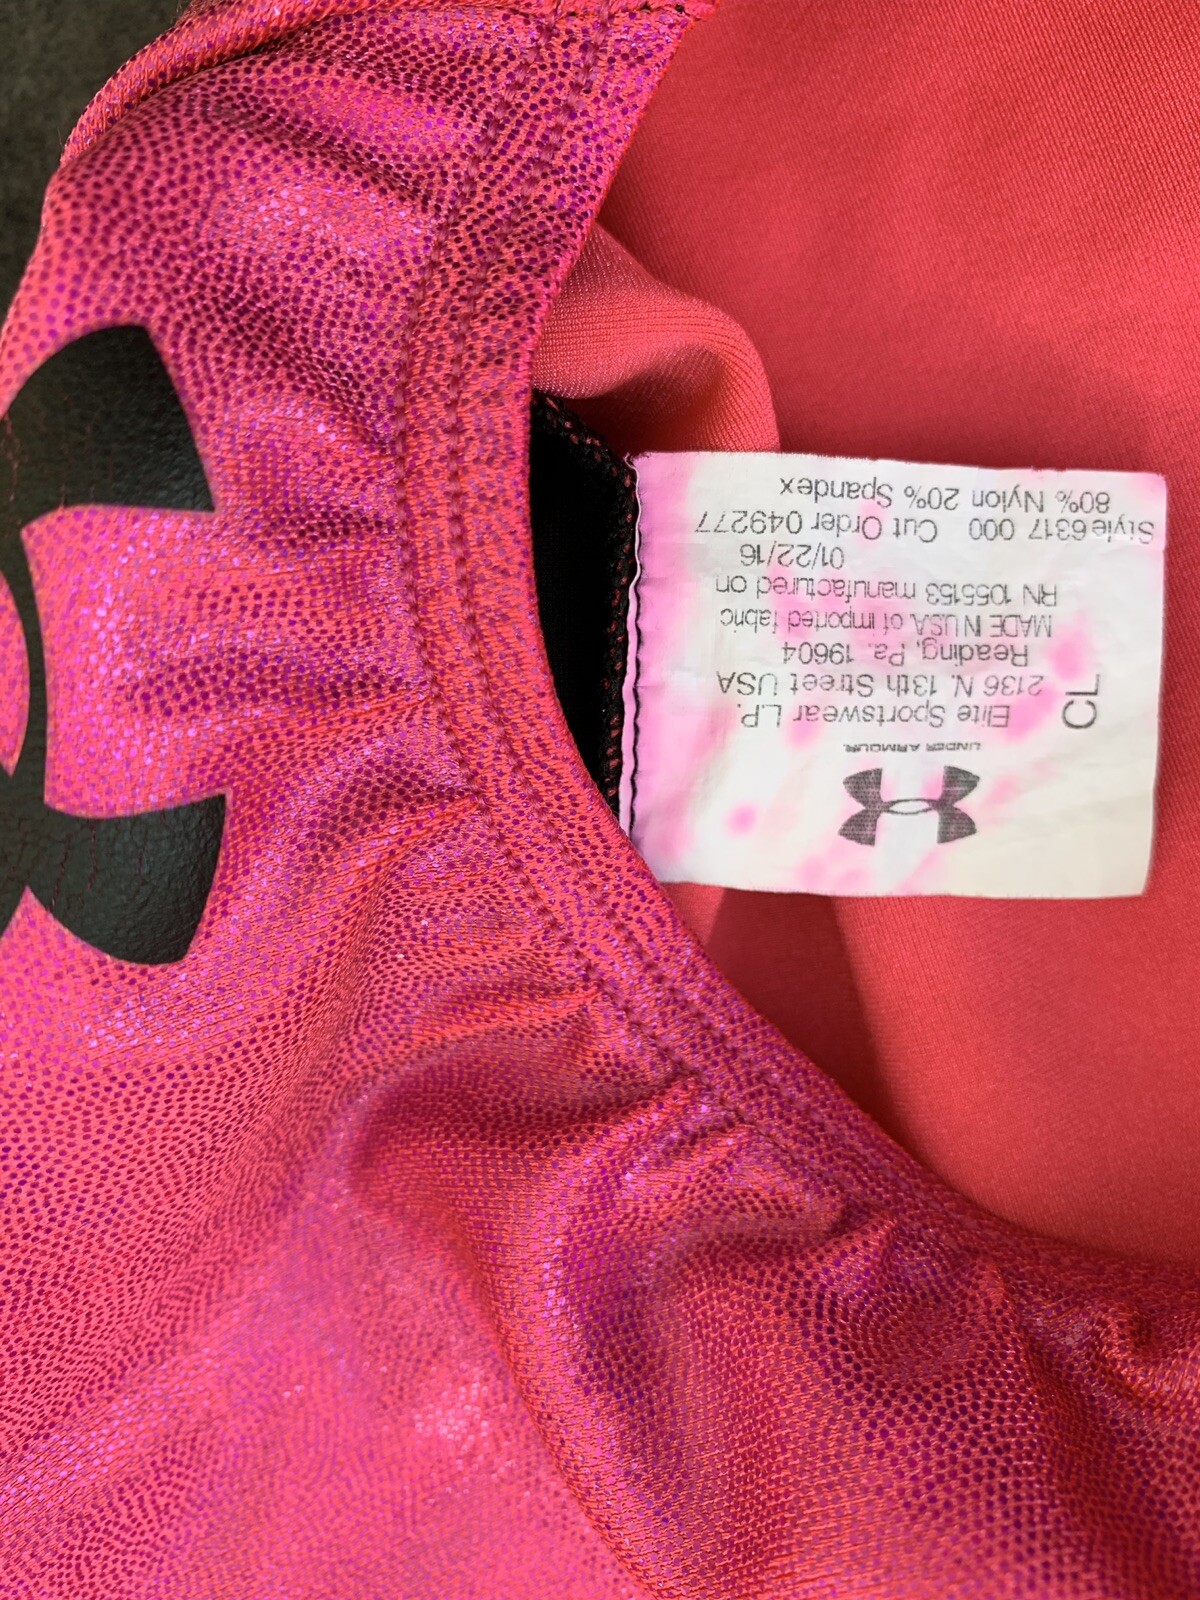 UNDER ARMOUR
CL
Elite Sportswear L.P.
2136 N. 13th Street USA
Reading, Pa. 19604
MADE IN USA of imported fabric
RN 1055153 manufactured on
01/22/16
Style 6317 000 Cut Order 049277
80% Nylon 20% Spandex